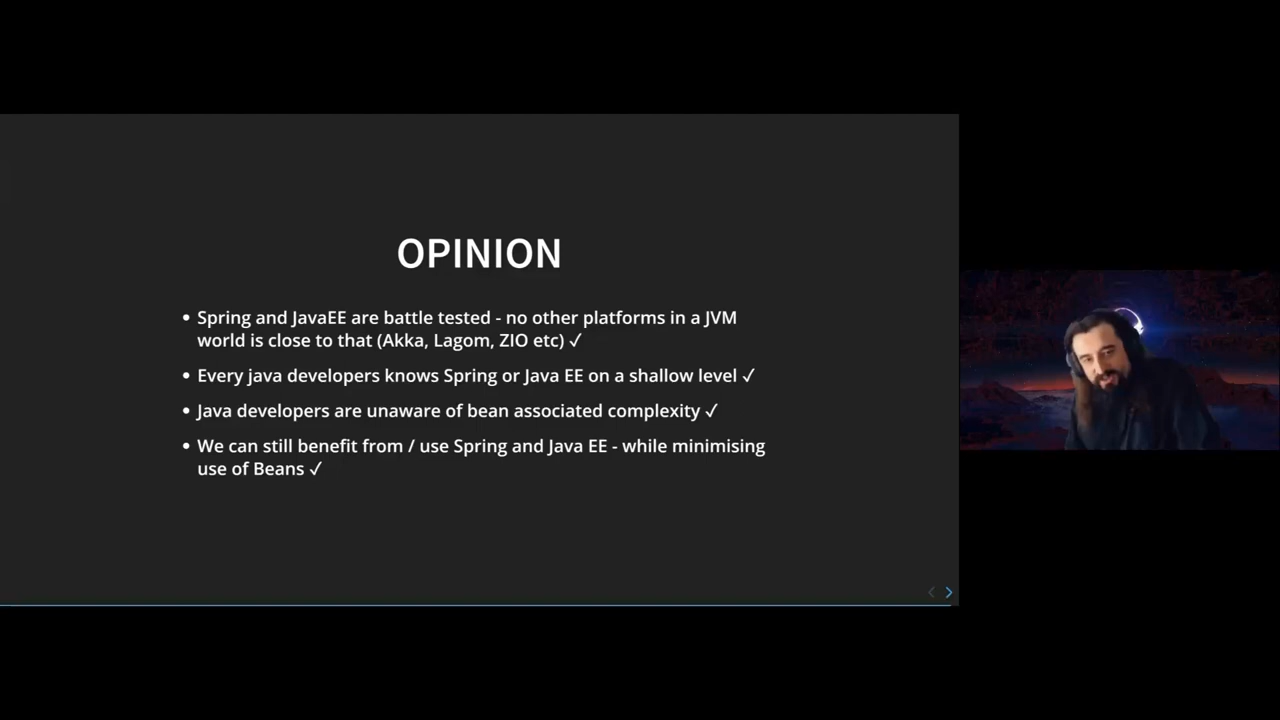 OPINION
• Spring and JavaEE are battle tested - no other platforms in a JVM
world is close to that (Akka, Lagom, ZIO etc) ✓
• Every java developers knows Spring or Java EE on a shallow level ✓
• Java developers are unaware of bean associated complexity ✓
• We can still benefit from / use Spring and Java EE - while minimising
use of Beans ✓